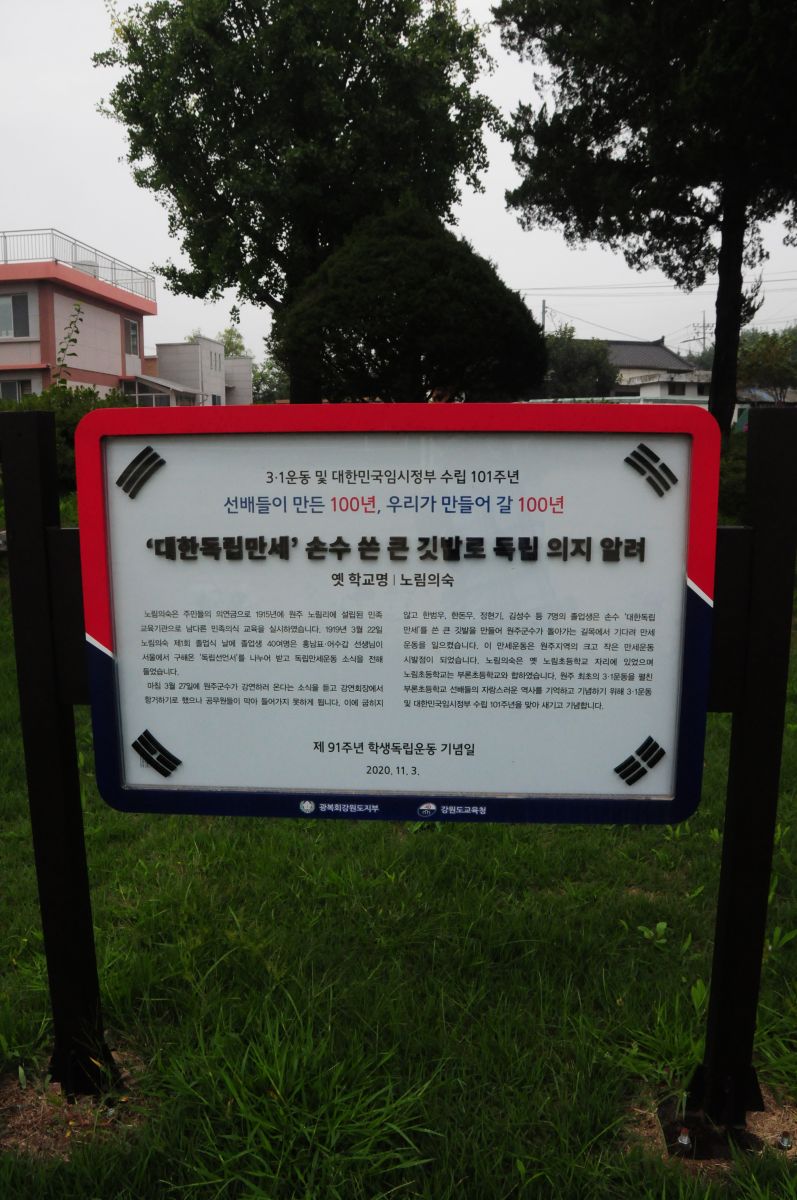 3·1운동 및 대한민국임시정부 수립 101주년
선배들이 만든 100년, 우리가 만들어 갈 100년
‘대한독립만세’ 손수 쓴 큰 깃발로 독립 의지 알려
옛 학교명 | 노림의숙
노림의숙은 주민들의 의연금으로 1915년에 원주 노림리에 설립된 민족
교육기관으로 남다른 민족의식 교육을 실시하였습니다. 1919년 3월 22일
노림의숙 제1회 졸업식 날에 졸업생 40여명은 홍남표·어수갑 선생님이
서울에서 구해온 '독립선언서'를 나누어 받고 독립만세운동 소식을 전해
들었습니다.
마침 3월 27일에 원주군수가 강연하러 온다는 소식을 듣고 강연회장에서
항거하기로 했으나 공무원들이 막아 들어가지 못하게 됩니다. 이에 굽히지
않고 한범우, 한돈우, 정현기, 김성수 등 7명의 졸업생은 손수 '대한독립
만세'를 쓴 큰 깃발을 만들어 원주군수가 돌아가는 길목에서 기다려 만세
운동을 일으켰습니다. 이 만세운동은 원주지역의 크고 작은 만세운동
시발점이 되었습니다. 노림의숙은 옛 노림초등학교 자리에 있었으며
노림초등학교는 부론초등학교와 합하였습니다. 원주 최초의 3·1운동을 펼친
부론초등학교 선배들의 자랑스러운 역사를 기억하고 기념하기 위해 3·1운동
및 대한민국임시정부 수립 101주년을 맞아 새기고 기념합니다.
제 91주년 학생독립운동 기념일
2020. 11. 3.
광복회강원도지부 강원도교육청